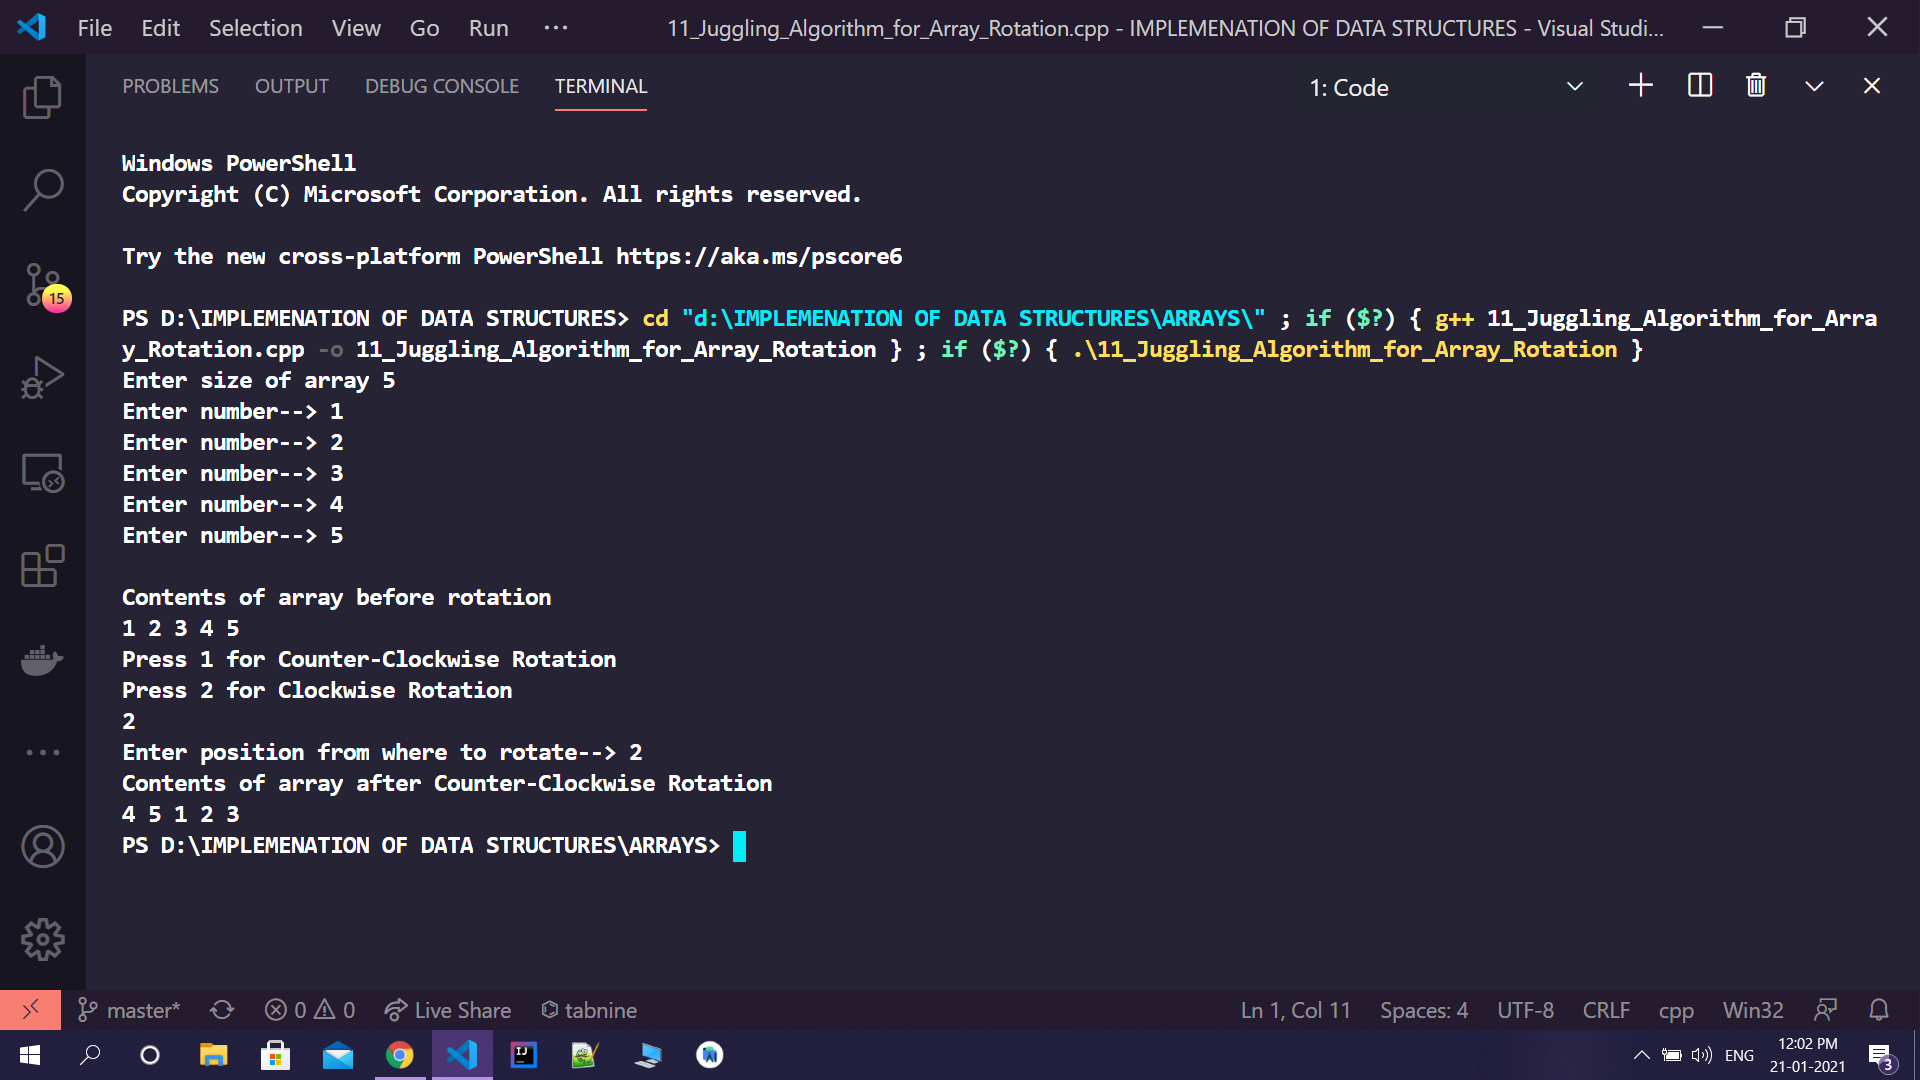 File Edit Selection View Go Run ··· 11_Juggling_Algorithm_for_Array_Rotation.cpp - IMPLEMENATION OF DATA STRUCTURES - Visual Studi...
PROBLEMS OUTPUT DEBUG CONSOLE TERMINAL 1: Code
Windows PowerShell
Copyright (C) Microsoft Corporation. All rights reserved.
Try the new cross-platform PowerShell https://aka.ms/pscore6
PS D:\IMPLEMENATION OF DATA STRUCTURES> cd "d:\IMPLEMENATION OF DATA STRUCTURES\ARRAYS\" ; if ($?) { g++ 11_Juggling_Algorithm_for_Arra
y_Rotation.cpp -o 11_Juggling_Algorithm_for_Array_Rotation } ; if ($?) { .\11_Juggling_Algorithm_for_Array_Rotation }
Enter size of array 5
Enter number--> 1
Enter number--> 2
Enter number--> 3
Enter number--> 4
Enter number--> 5
Contents of array before rotation
1 2 3 4 5
Press 1 for Counter-Clockwise Rotation
Press 2 for Clockwise Rotation
2
Enter position from where to rotate--> 2
Contents of array after Counter-Clockwise Rotation
4 5 1 2 3
PS D:\IMPLEMENATION OF DATA STRUCTURES\ARRAYS>
15
master* 0 0 Live Share tabnine Ln 1, Col 11 Spaces: 4 UTF-8 CRLF cpp Win32
IJ ENG 12:02 PM
21-01-2021 3